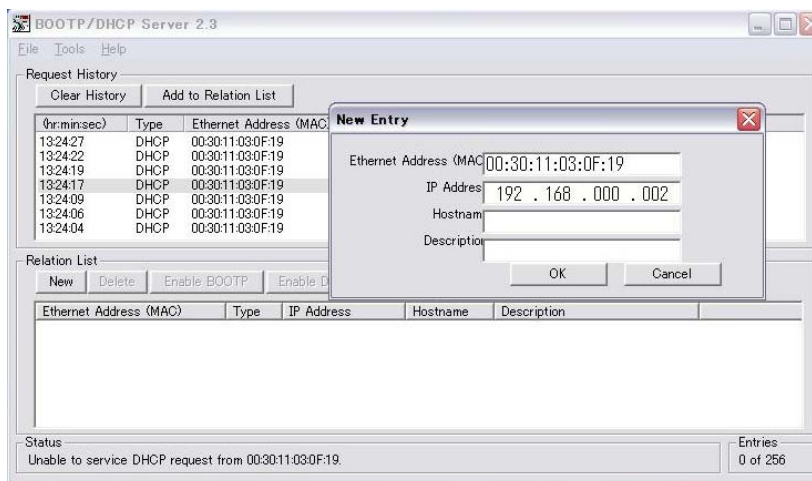 BOOTP/DHCP Server 2.3
File Tools Help
Request History
Clear History Add to Relation List
(hr:min:sec) Type Ethernet Address (MAC)
13:24:27 DHCP 00:30:11:03:0F:19
13:24:22 DHCP 00:30:11:03:0F:19
13:24:19 DHCP 00:30:11:03:0F:19
13:24:17 DHCP 00:30:11:03:0F:19
13:24:09 DHCP 00:30:11:03:0F:19
13:24:06 DHCP 00:30:11:03:0F:19
13:24:04 DHCP 00:30:11:03:0F:19
New Entry
Ethernet Address (MAC 00:30:11:03:0F:19
IP Addres 192 . 168 . 000 . 002
Hostnam
Descriptio
OK Cancel
Relation List
New Delete Enable BOOTP Enable D
Ethernet Address (MAC) Type IP Address Hostname Description
Status
Unable to service DHCP request from 00:30:11:03:0F:19.
Entries
0 of 256